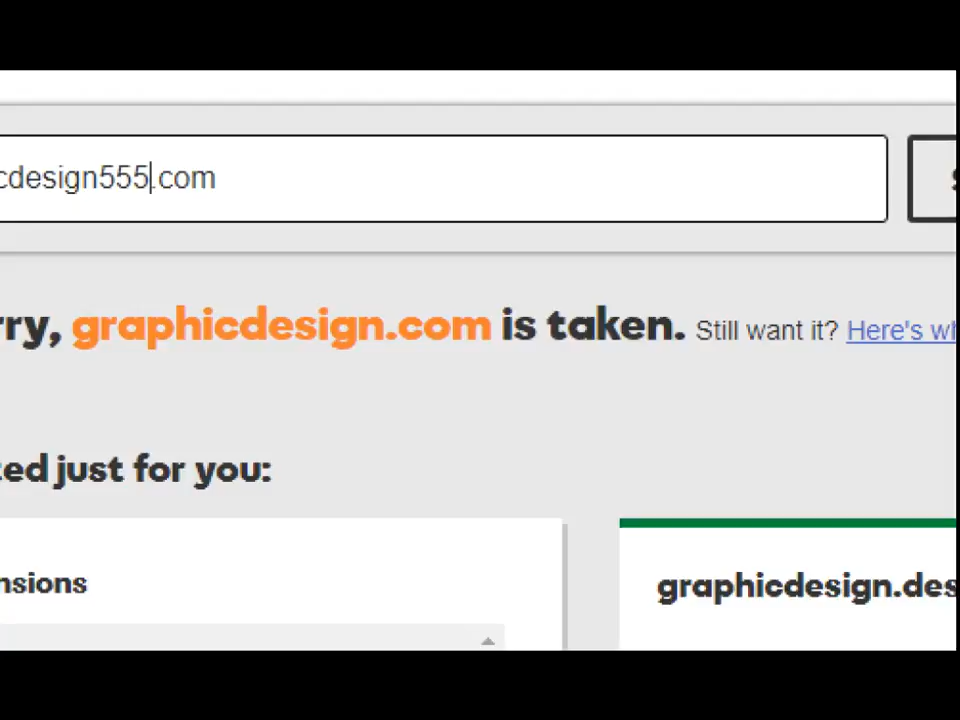 cdesign555.com
rry, graphicdesign.com is taken. Still want it? Here's wh
ted just for you:
nsions
graphicdesign.des